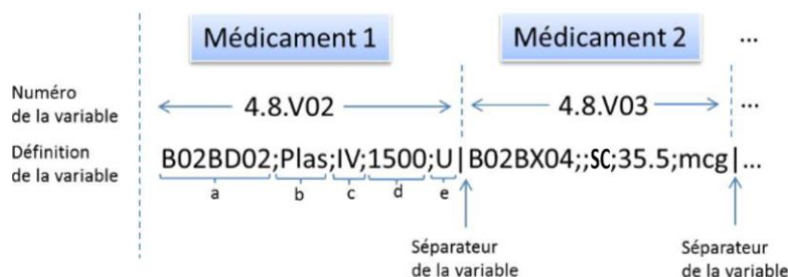 Médicament 1 Médicament 2 ...
Numéro
de la variable
4.8.V02 4.8.V03 ...
Définition
de la variable
B02BD02;Plas;IV;1500;U|B02BX04;;SC;35.5;mcg|...
a b c d e
Séparateur
de la variable
Séparateur
de la variable